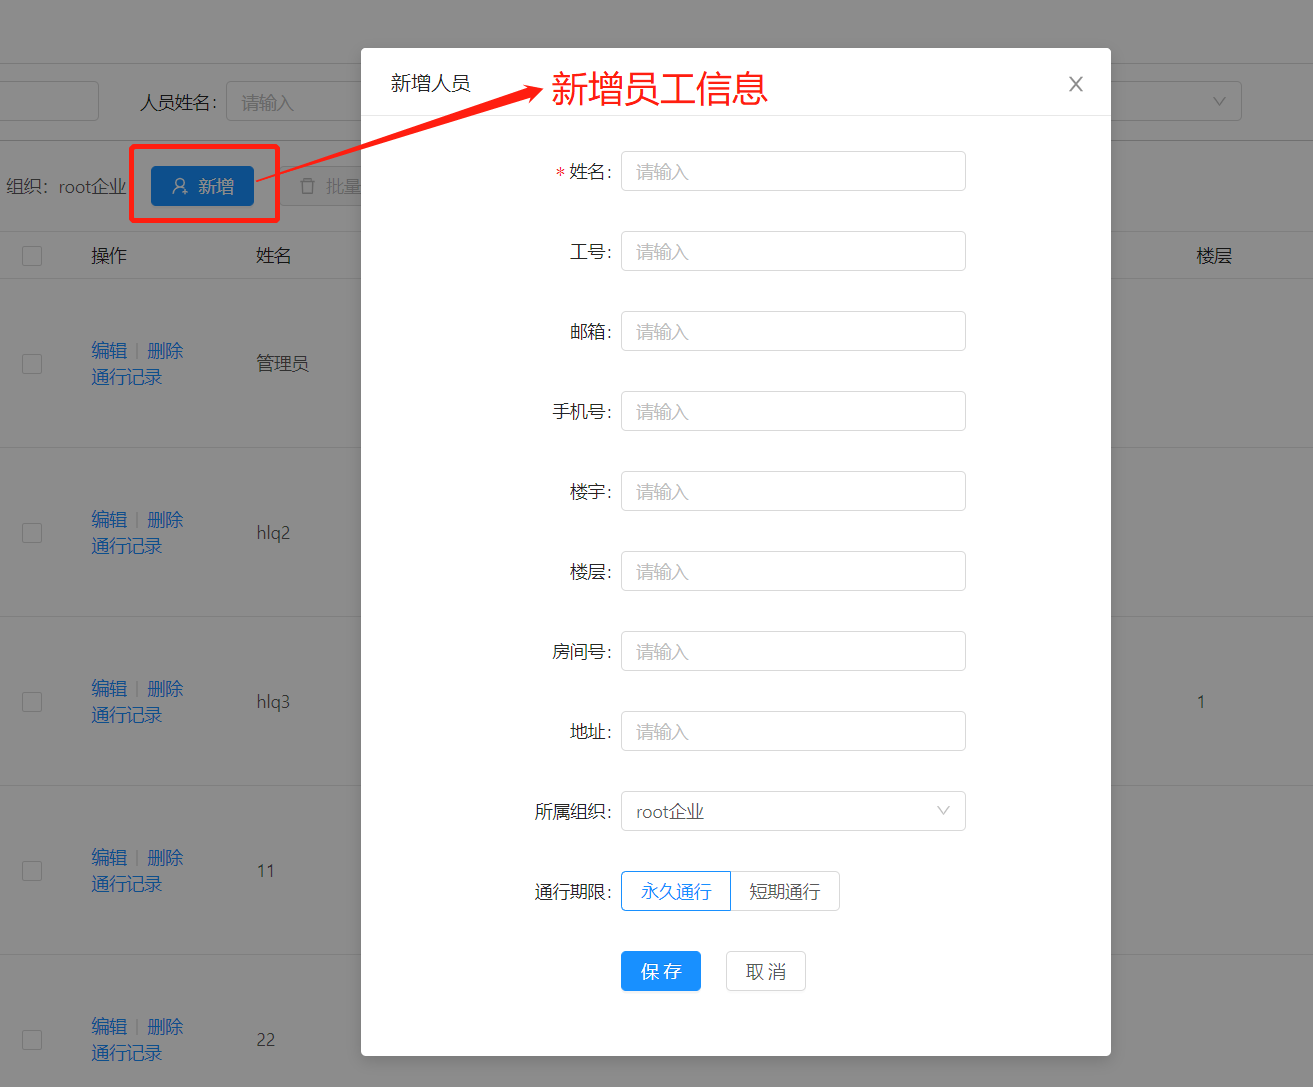 新增人员
新增员工信息
人员姓名：
请输入
组织：root企业
新增
批量
操作
姓名
楼层
编辑
删除
通行记录
管理员
编辑
删除
通行记录
hlq2
编辑
删除
通行记录
hlq3
1
编辑
删除
通行记录
11
编辑
删除
通行记录
22
* 姓名：
请输入
工号：
请输入
邮箱：
请输入
手机号：
请输入
楼宇：
请输入
楼层：
请输入
房间号：
请输入
地址：
请输入
所属组织：
root企业
通行期限：
永久通行
短期通行
保 存
取 消